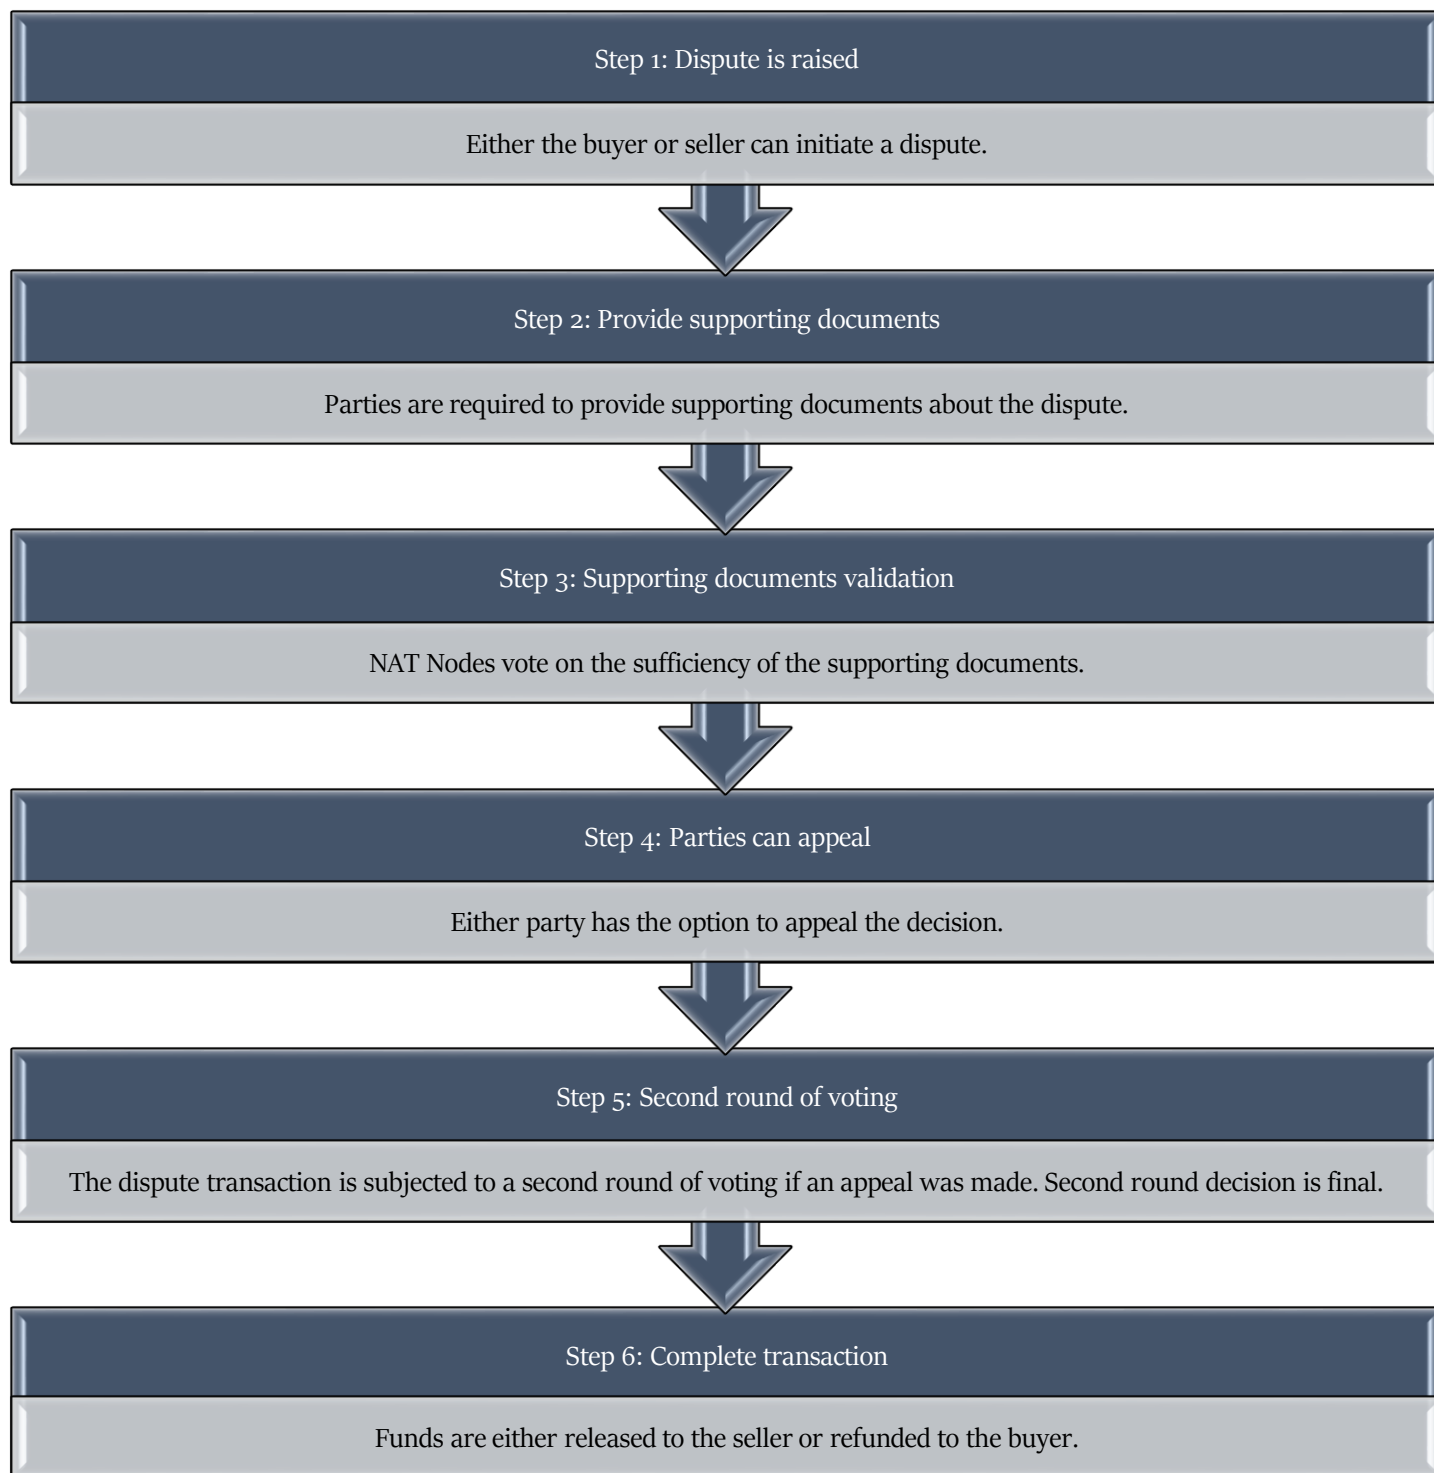 Step 1: Dispute is raised
Either the buyer or seller can initiate a dispute.
Step 2: Provide supporting documents
Parties are required to provide supporting documents about the dispute.
Step 3: Supporting documents validation
NAT Nodes vote on the sufficiency of the supporting documents.
Step 4: Parties can appeal
Either party has the option to appeal the decision.
Step 5: Second round of voting
The dispute transaction is subjected to a second round of voting if an appeal was made. Second round decision is final.
Step 6: Complete transaction
Funds are either released to the seller or refunded to the buyer.